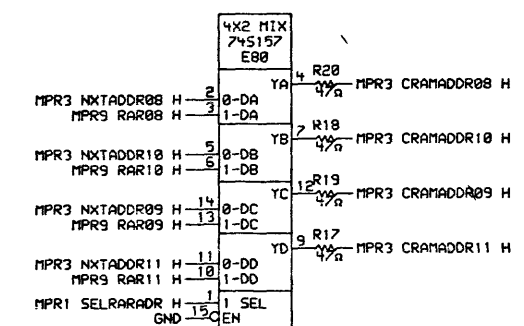 4X2 MIX
74S157
E80
YA 4 R20 MPR3 CRAMADDR08 H
47Ω
MPR3 NXTADDR08 H 2 0-DA
MPR9 RAR08 H 3 1-DA
YB 7 R18 MPR3 CRAMADDR10 H
47Ω
MPR3 NXTADDR10 H 5 0-DB
MPR9 RAR10 H 6 1-DB
YC 12 R19 MPR3 CRAMADDR09 H
47Ω
MPR3 NXTADDR09 H 14 0-DC
MPR9 RAR09 H 13 1-DC
YD 9 R17 MPR3 CRAMADDR11 H
47Ω
MPR3 NXTADDR11 H 11 0-DD
MPR9 RAR11 H 10 1-DD
MPR1 SELRARADR H 1 1 SEL
GND 15 EN